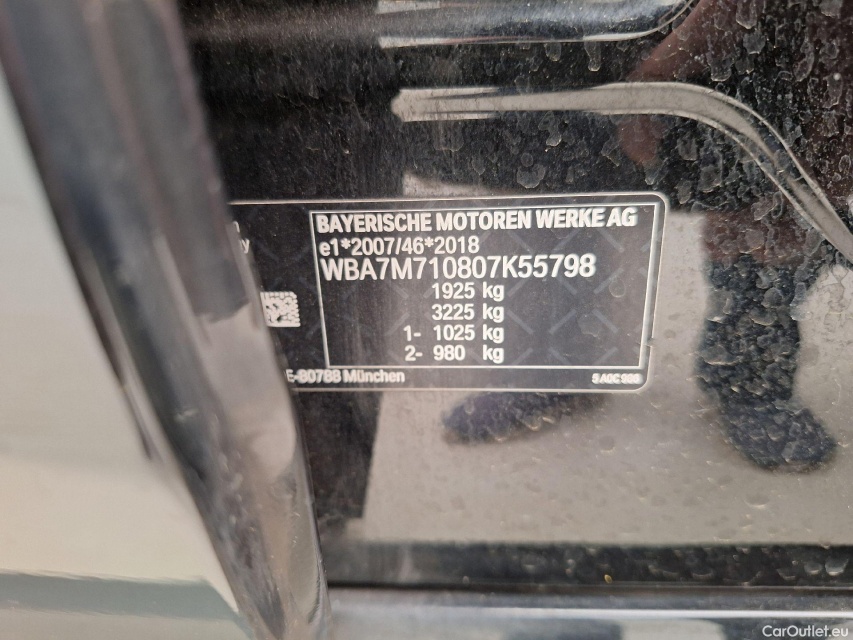 BAYERISCHE MOTOREN WERKE AG
e1*2007/46*2018
WBA7M710807K55798
1925 kg
3225 kg
1- 1025 kg
2- 980 kg
München
CarOutlet.eu